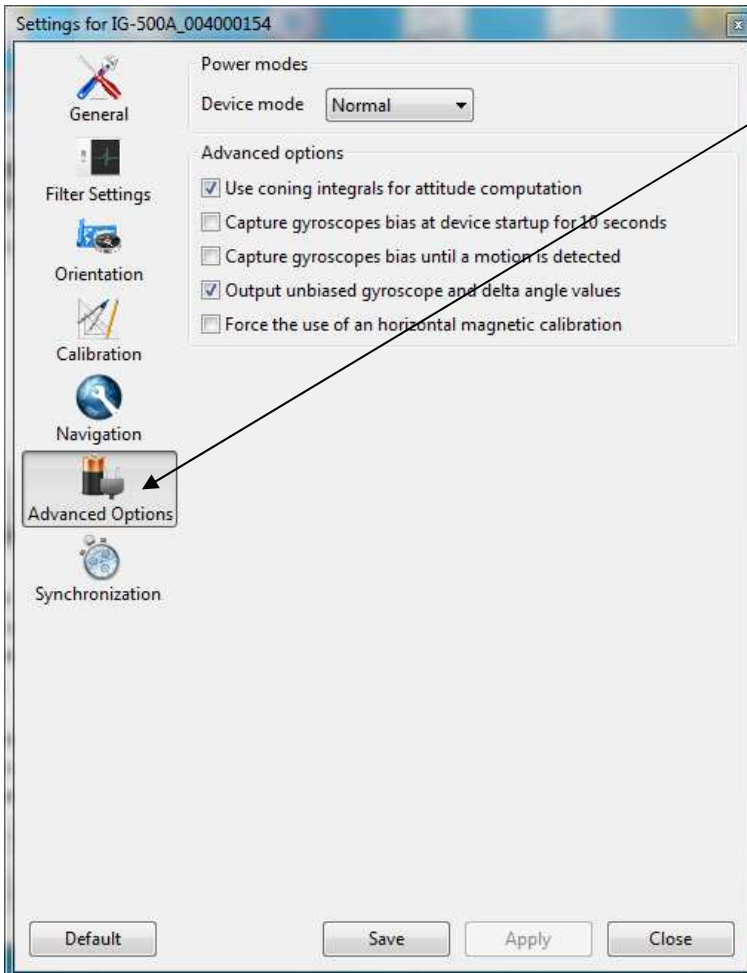 Settings for IG-500A_004000154
General
Filter Settings
Orientation
Calibration
Navigation
Advanced Options
Synchronization
Power modes
Device mode Normal
Advanced options
Use coning integrals for attitude computation
Capture gyroscopes bias at device startup for 10 seconds
Capture gyroscopes bias until a motion is detected
Output unbiased gyroscope and delta angle values
Force the use of an horizontal magnetic calibration
Default Save Apply Close